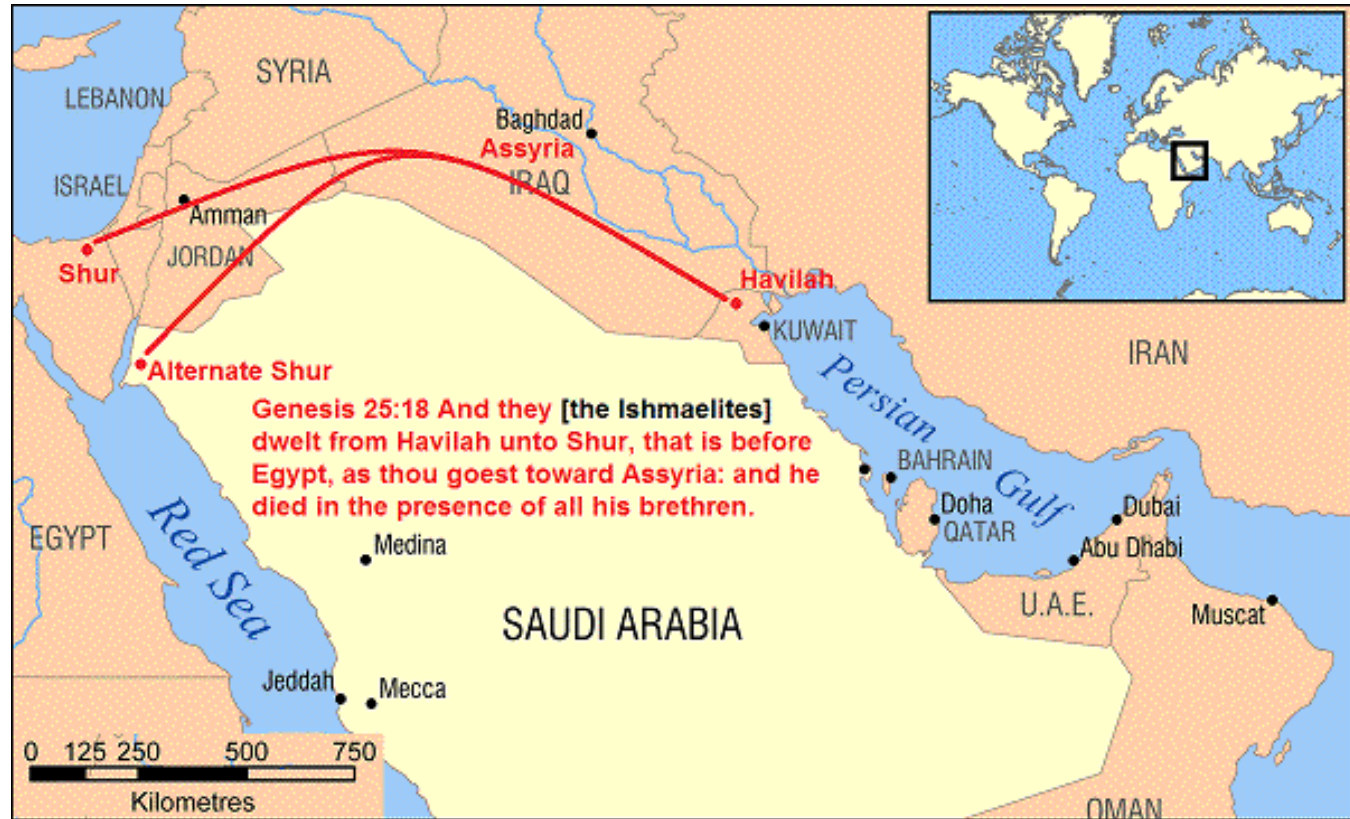 SYRIA
LEBANON
Baghdad
Assyria
IRAQ
ISRAEL
Amman
JORDAN
Shur
Havilah
KUWAIT
IRAN
Alternate Shur
Persian Gulf
Genesis 25:18 And they [the Ishmaelites]
dwelt from Havilah unto Shur, that is before
Egypt, as thou goest toward Assyria: and he
died in the presence of all his brethren.
BAHRAIN
Doha
QATAR
Dubai
Abu Dhabi
EGYPT
Red Sea
Medina
U.A.E.
Muscat
SAUDI ARABIA
Jeddah
Mecca
0 125 250 500 750
Kilometres
OMAN